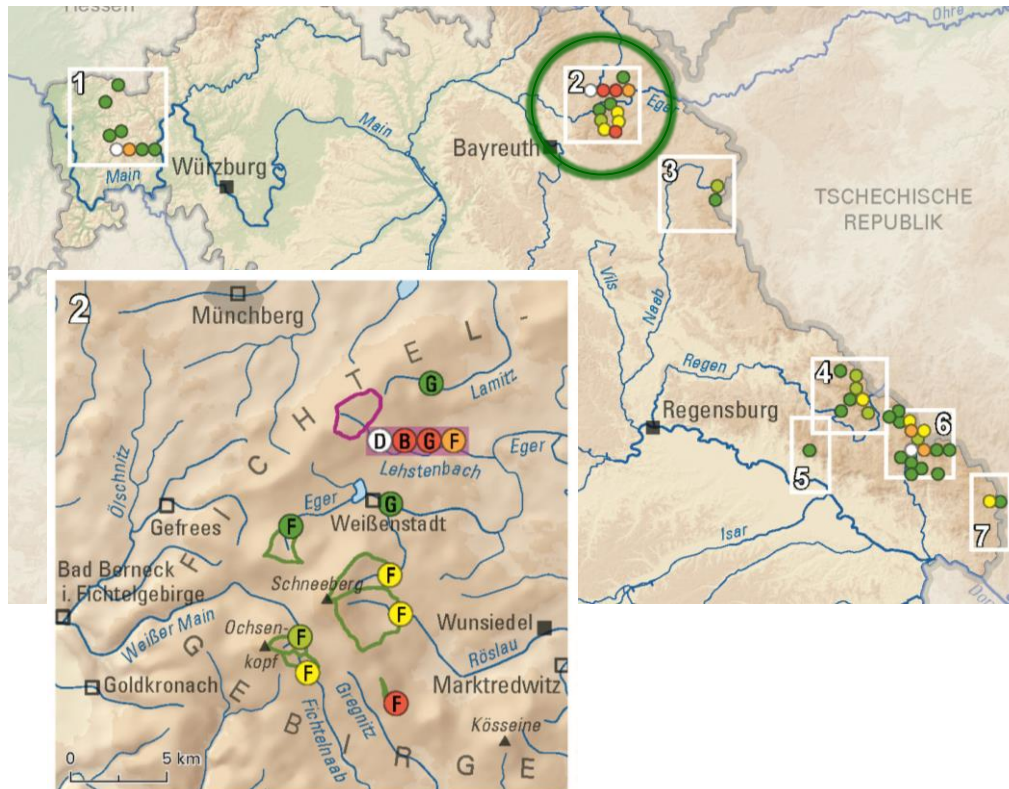 Hessen
Ohre
1
2
Eger
Main
Bayreuth
Würzburg
Main
3
TSCHECHISCHE
REPUBLIK
Vils
Naab
Regen
4
Regensburg
6
5
Isar
7
2
Münchberg
F I C H T E L -
G
Lamitz
D B G F
Eger
Lehstenbach
Ölschnitz
Eger
G
Gefrees
F
Weißenstadt
Bad Berneck
i. Fichtelgebirge
Schneeberg
F
F
Weißer Main
Ochsen-
kopf
F
F
Wunsiedel
Röslau
Goldkronach
Marktredwitz
Fichtelnaab
Gregnitz
F
Kösseine
G E B I R G E
0 5 km